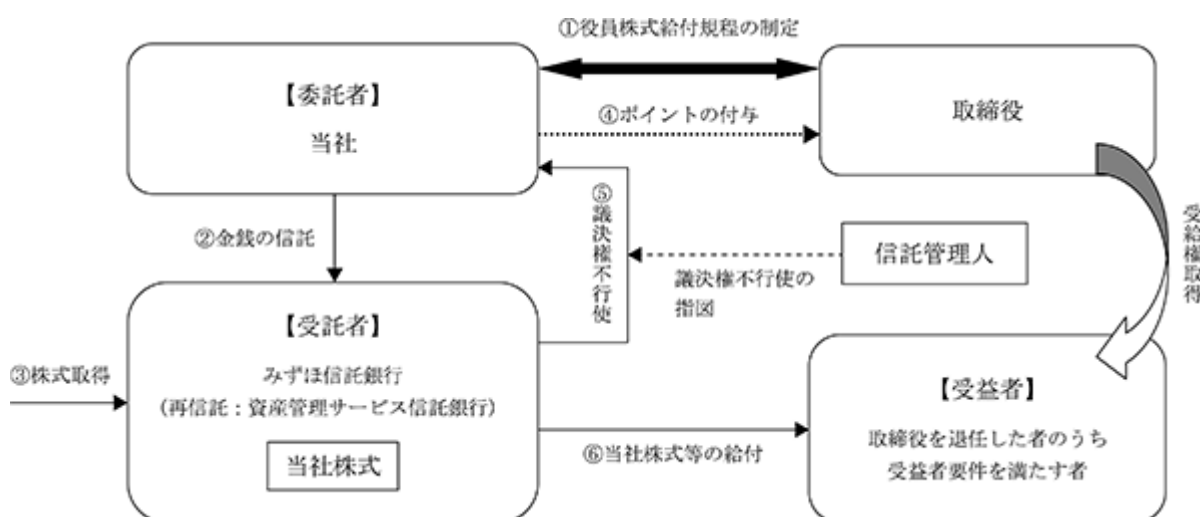 ①役員株式給付規程の制定
【委託者】
当社
④ポイントの付与
取締役
②金銭の信託
⑤議決権不行使
議決権不行使の
指図
信託管理人
受給権取得
【受託者】
みずほ信託銀行
(再信託：資産管理サービス信託銀行)
当社株式
③株式取得
⑥当社株式等の給付
【受益者】
取締役を退任した者のうち
受益者要件を満たす者